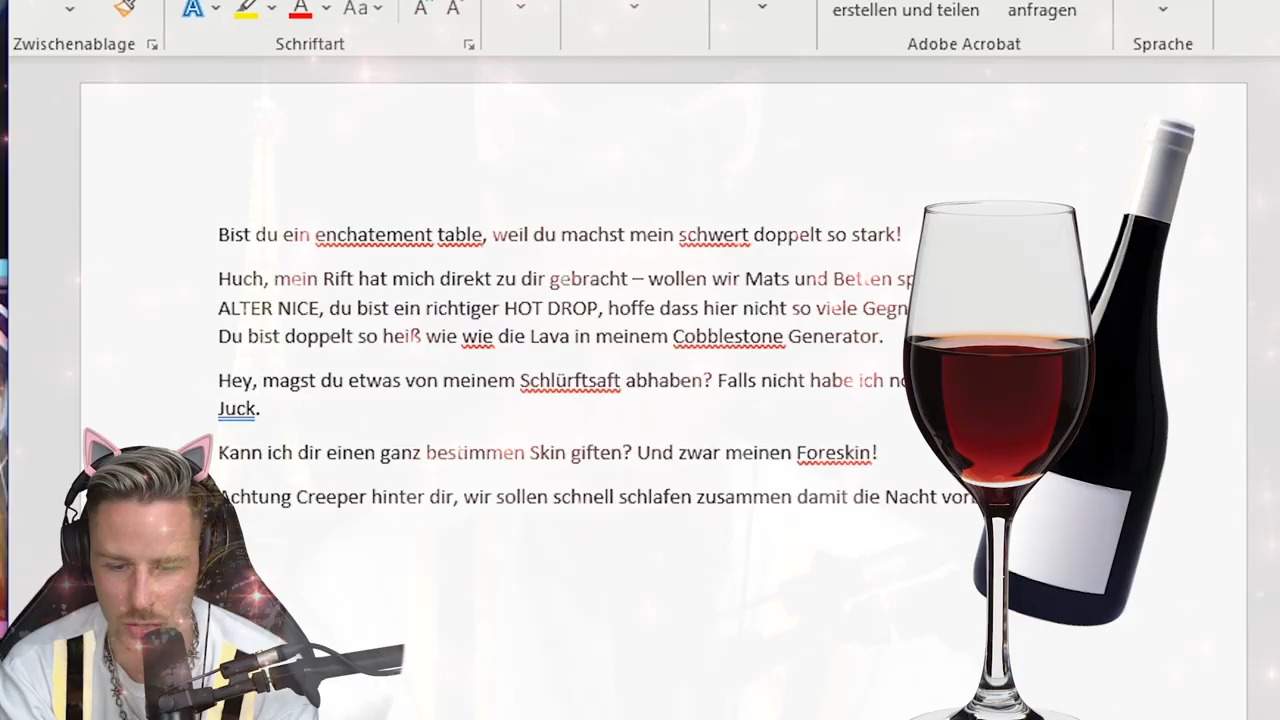 erstellen und teilen anfragen
Zwischenablage Schriftart Adobe Acrobat Sprache
Bist du ein enchatement table, weil du machst mein schwert doppelt so stark!
Huch, mein Rift hat mich direkt zu dir gebracht – wollen wir Mats und Betten
ALTER NICE, du bist ein richtiger HOT DROP, hoffe dass hier nicht so viele
Du bist doppelt so heiß wie wie die Lava in meinem Cobblestone Generator.
Hey, magst du etwas von meinem Schlürftsaft abhaben? Falls nicht habe ich
Juck.
Kann ich dir einen ganz bestimmen Skin giften? Und zwar meinen Foreskin!
Achtung Creeper hinter dir, wir sollen schnell schlafen zusammen damit die Nacht